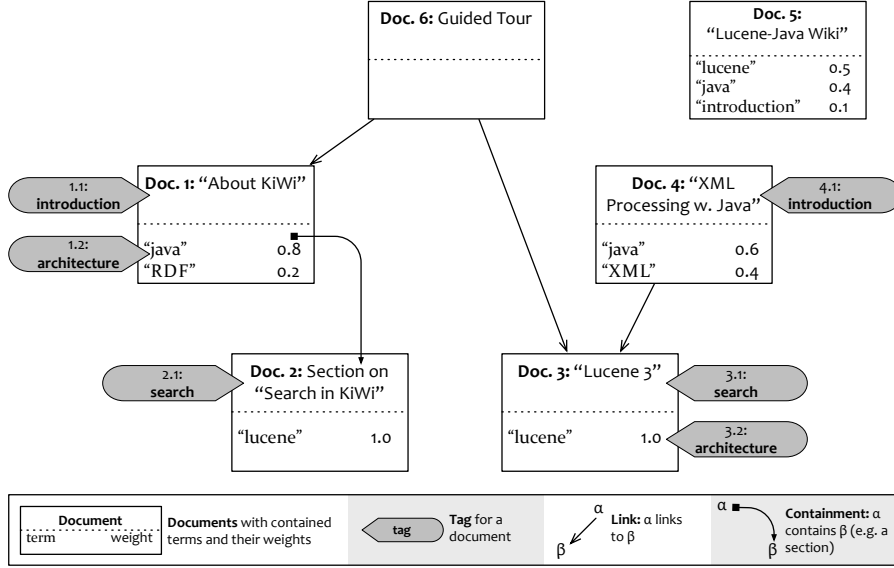 Doc. 6: Guided Tour
Doc. 5:
“Lucene-Java Wiki”
“lucene” 0.5
“java” 0.4
“introduction” 0.1
1.1:
introduction
Doc. 1: “About KiWi”
1.2:
architecture
“java” 0.8
“RDF” 0.2
Doc. 4: “XML
Processing w. Java”
4.1:
introduction
“java” 0.6
“XML” 0.4
2.1:
search
Doc. 2: Section on
“Search in KiWi”
“lucene” 1.0
Doc. 3: “Lucene 3”
3.1:
search
“lucene” 1.0
3.2:
architecture
Document
term weight
Documents with contained
terms and their weights
tag
Tag for a
document
α
β
Link: α links
to β
α
β
Containment: α
contains β (e.g. a
section)